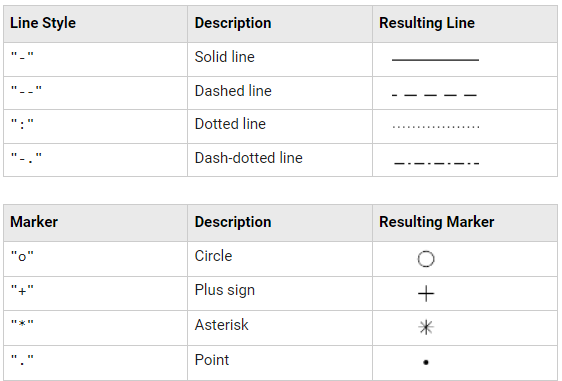 Line Style Description Resulting Line
"-" Solid line
"--" Dashed line
":" Dotted line
"-." Dash-dotted line
Marker Description Resulting Marker
"o" Circle
"+" Plus sign
"*" Asterisk
"." Point